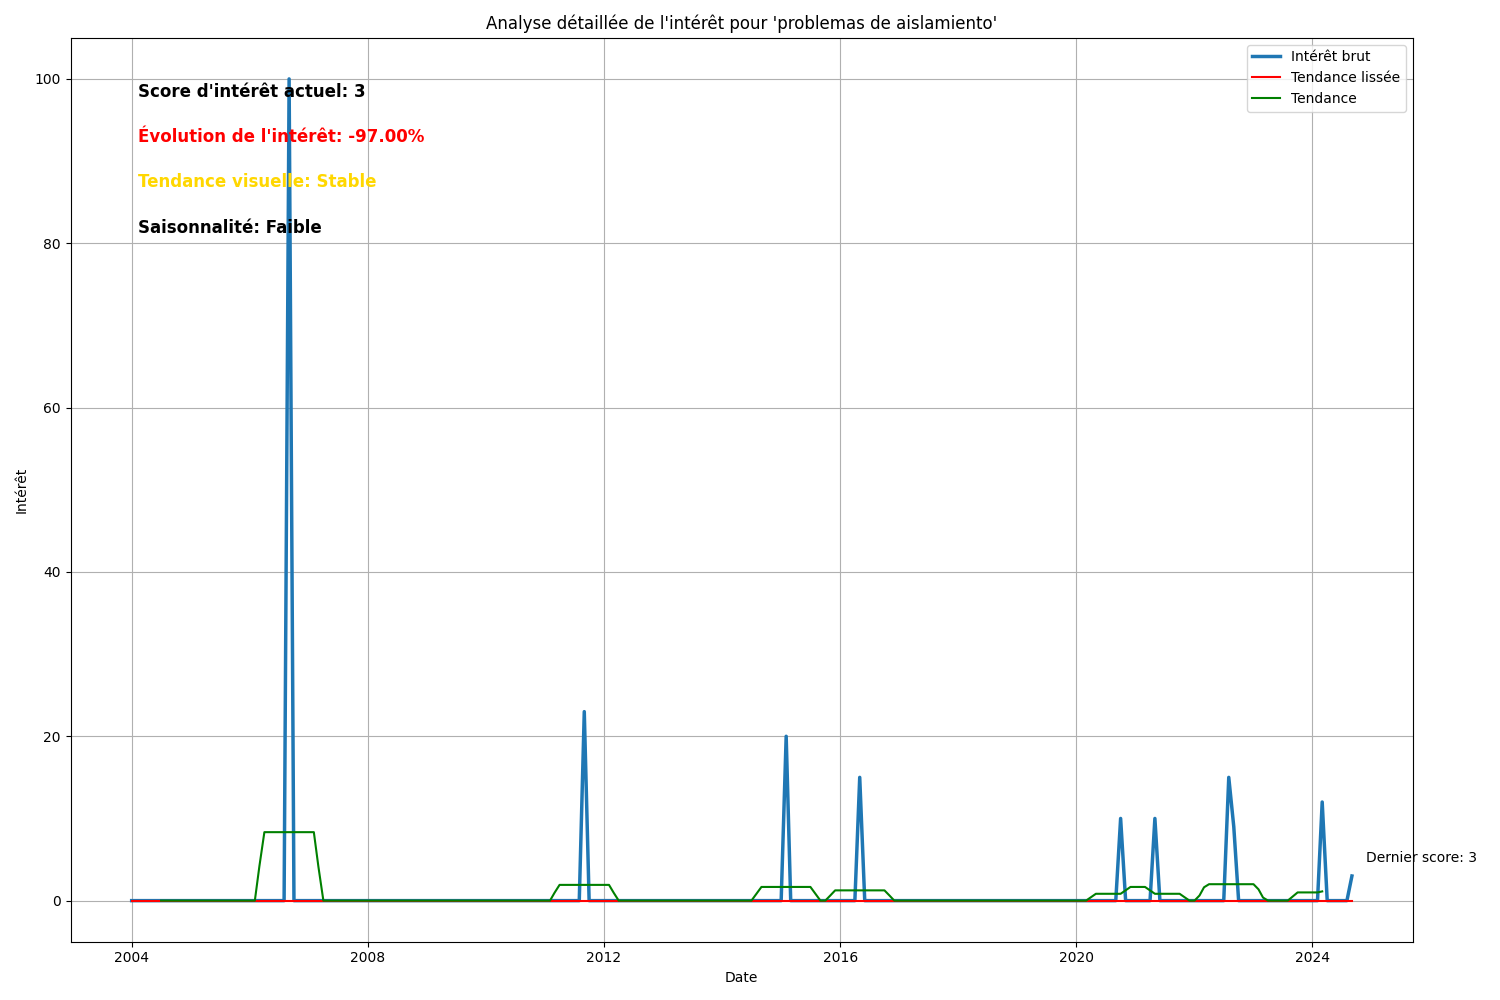 Analyse détaillée de l'intérêt pour 'problemas de aislamiento'
Intérêt brut
Tendance lissée
Tendance
Score d'intérêt actuel: 3
Évolution de l'intérêt: -97.00%
Tendance visuelle: Stable
Saisonnalité: Faible
100
80
60
40
20
0
Intérêt
Dernier score: 3
2004
2008
2012
2016
2020
2024
Date